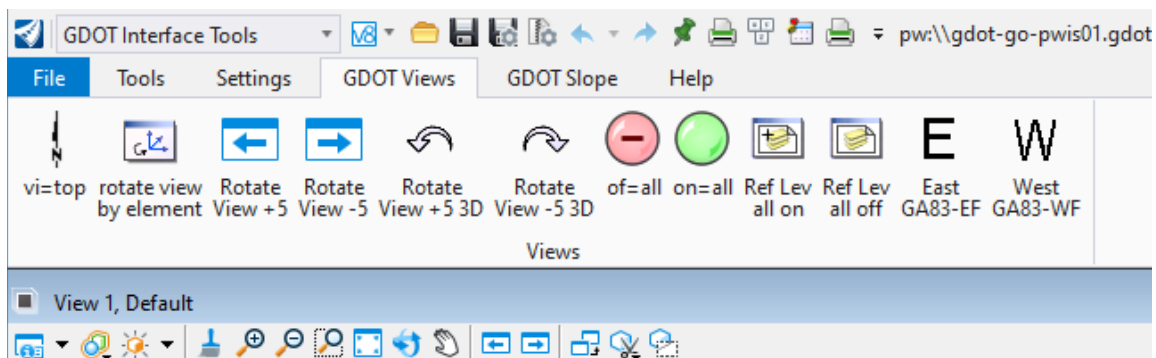 GDOT Interface Tools pw:\\gdot-go-pwis01.gdot
File Tools Settings GDOT Views GDOT Slope Help
N
E W
vi=top rotate view Rotate Rotate Rotate Rotate of=all on=all Ref Lev Ref Lev East West
by element View +5 View -5 View +5 3D View -5 3D all on all off GA83-EF GA83-WF
Views
View 1, Default